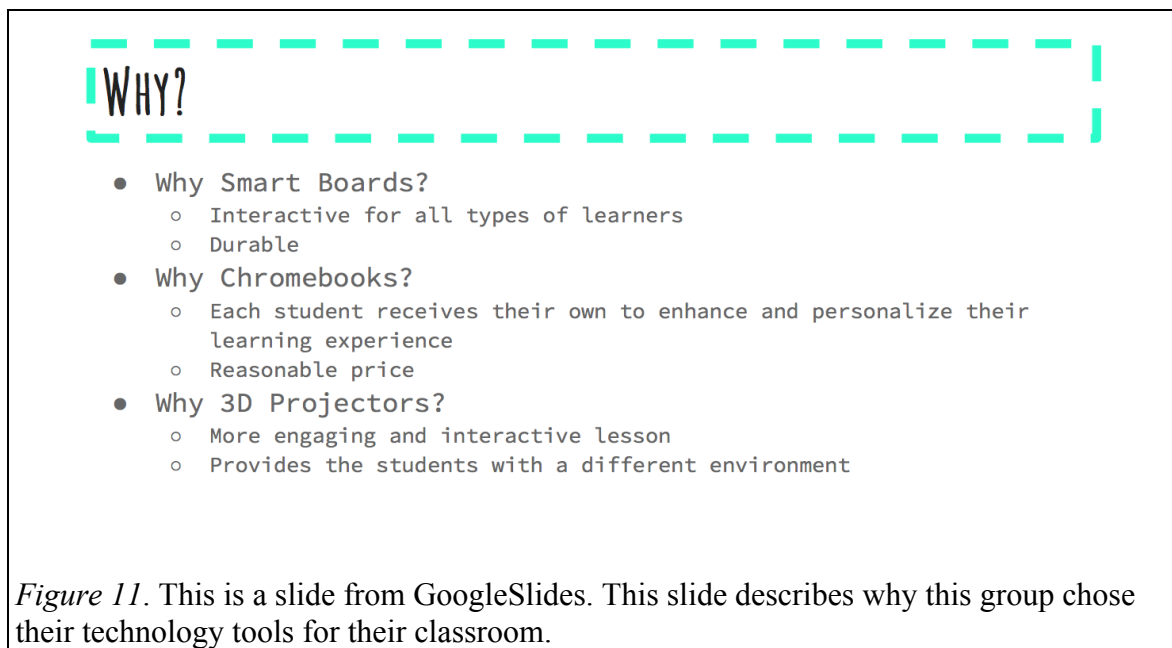 WHY?
● Why Smart Boards?
○ Interactive for all types of learners
○ Durable
● Why Chromebooks?
○ Each student receives their own to enhance and personalize their
learning experience
○ Reasonable price
● Why 3D Projectors?
○ More engaging and interactive lesson
○ Provides the students with a different environment
Figure 11. This is a slide from GoogleSlides. This slide describes why this group chose
their technology tools for their classroom.